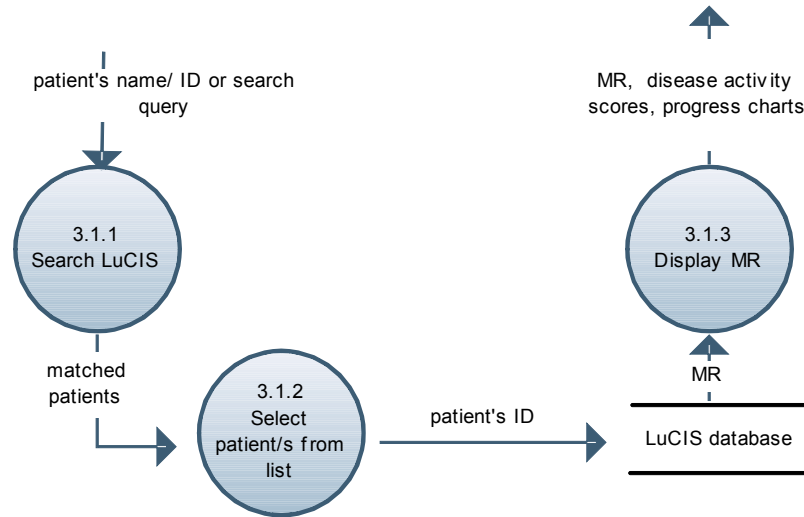 patient's name/ ID or search
query
MR, disease activity
scores, progress charts
3.1.1
Search LuCIS
3.1.3
Display MR
matched
patients
3.1.2
Select
patient/s from
list
patient's ID
MR
LuCIS database